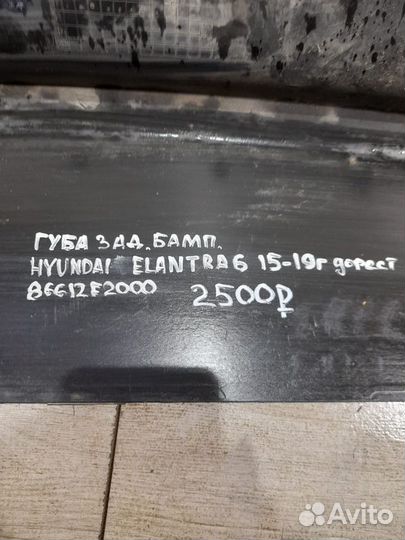 ГУБА ЗАД. БАМП.
HYUNDAI ELANTRA 6 15-19г дорест
86612F2000 2500₽
Avito